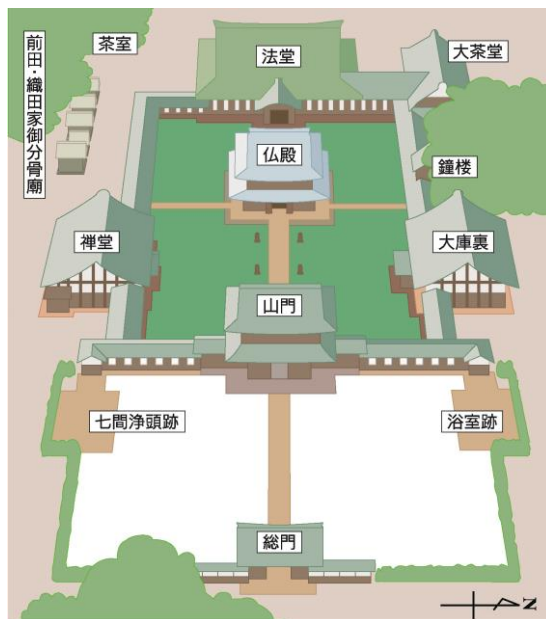 前田・織田家御分骨廟
茶室
法堂
大茶堂
仏殿
鐘楼
禅堂
大庫裏
山門
七間浄頭跡
浴室跡
総門
N